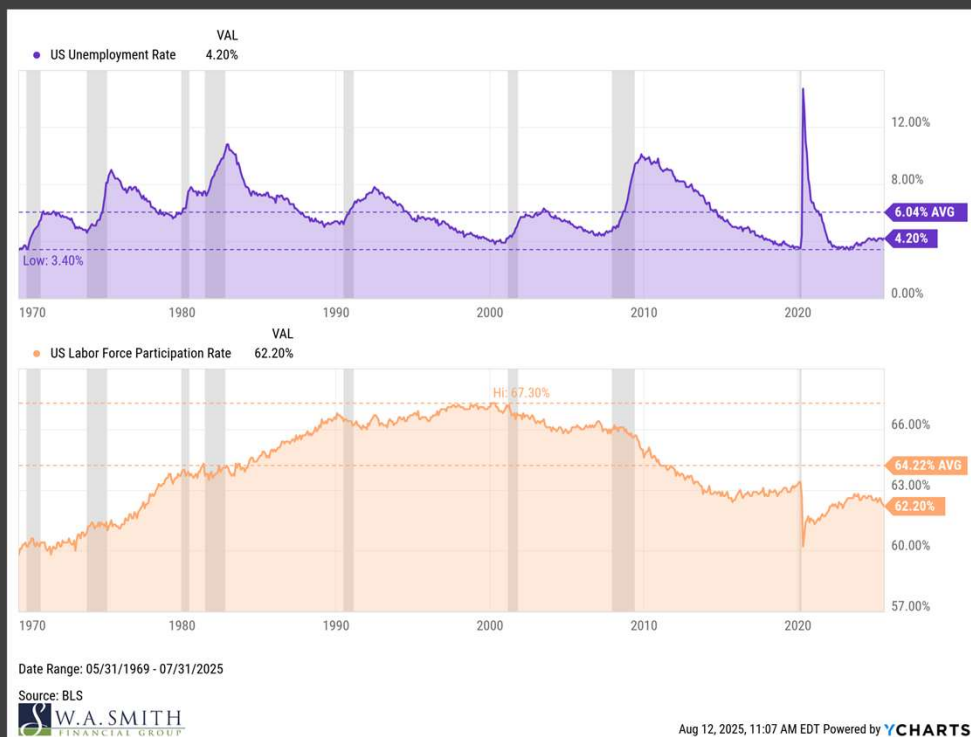 VAL
US Unemployment Rate 4.20%
12.00%
8.00%
6.04% AVG
4.20%
Low: 3.40%
0.00%
1970 1980 1990 2000 2010 2020
VAL
US Labor Force Participation Rate 62.20%
Hi: 67.30%
66.00%
64.22% AVG
63.00%
62.20%
60.00%
57.00%
1970 1980 1990 2000 2010 2020
Date Range: 05/31/1969 - 07/31/2025
Source: BLS
S W.A. SMITH
FINANCIAL GROUP
Aug 12, 2025, 11:07 AM EDT Powered by YCHARTS